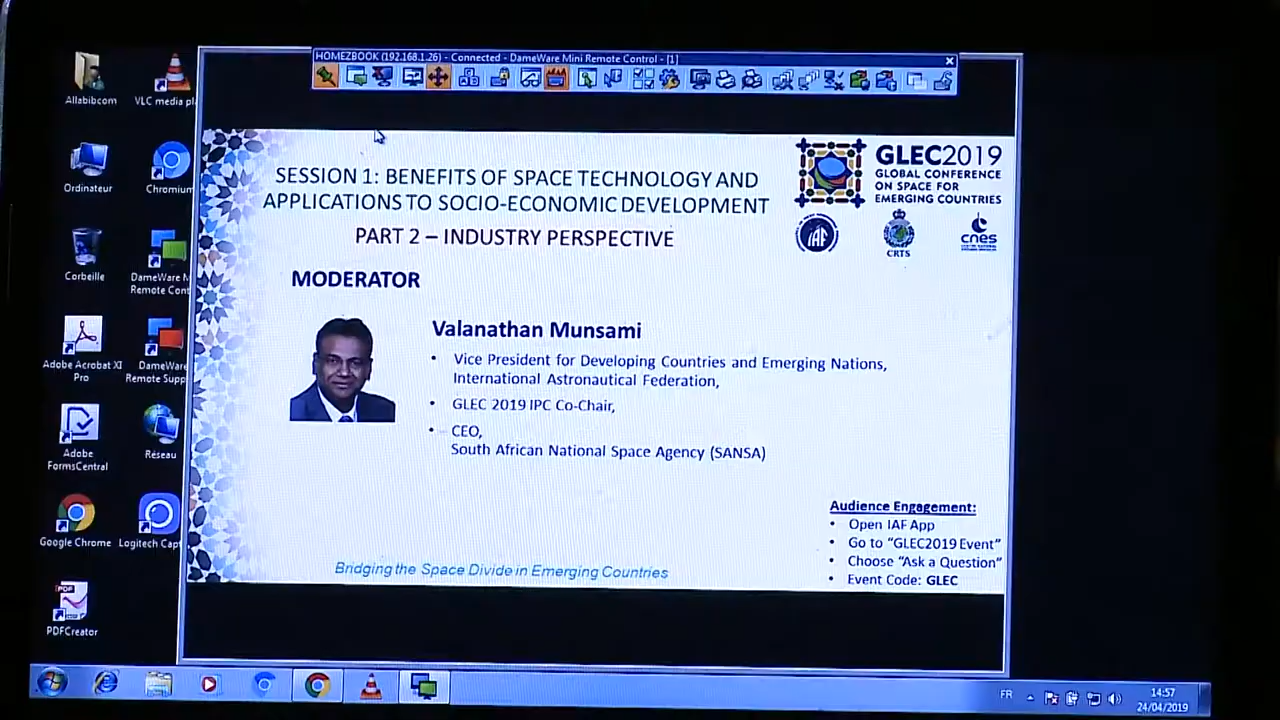 HOMEZBOOK (192.168.1.26) - Connected - DameWare Mini Remote Control - [1]
Allabibcom
VLC media pl
Ordinateur
Chromium
Corbeille
DameWare M
Remote Cont
Adobe Acrobat XI
Pro
DameWare
Remote Supp
Adobe
FormsCentral
Réseau
Google Chrome
Logitech Capt
PDF
PDFCreator
SESSION 1: BENEFITS OF SPACE TECHNOLOGY AND
APPLICATIONS TO SOCIO-ECONOMIC DEVELOPMENT
PART 2 – INDUSTRY PERSPECTIVE
GLEC2019
GLOBAL CONFERENCE
ON SPACE FOR
EMERGING COUNTRIES
IAF
CRTS
cnes
MODERATOR
Valanathan Munsami
• Vice President for Developing Countries and Emerging Nations,
International Astronautical Federation,
• GLEC 2019 IPC Co-Chair,
• CEO,
South African National Space Agency (SANSA)
Audience Engagement:
• Open IAF App
• Go to “GLEC2019 Event”
• Choose “Ask a Question”
• Event Code: GLEC
Bridging the Space Divide in Emerging Countries
FR
14:57
24/04/2019